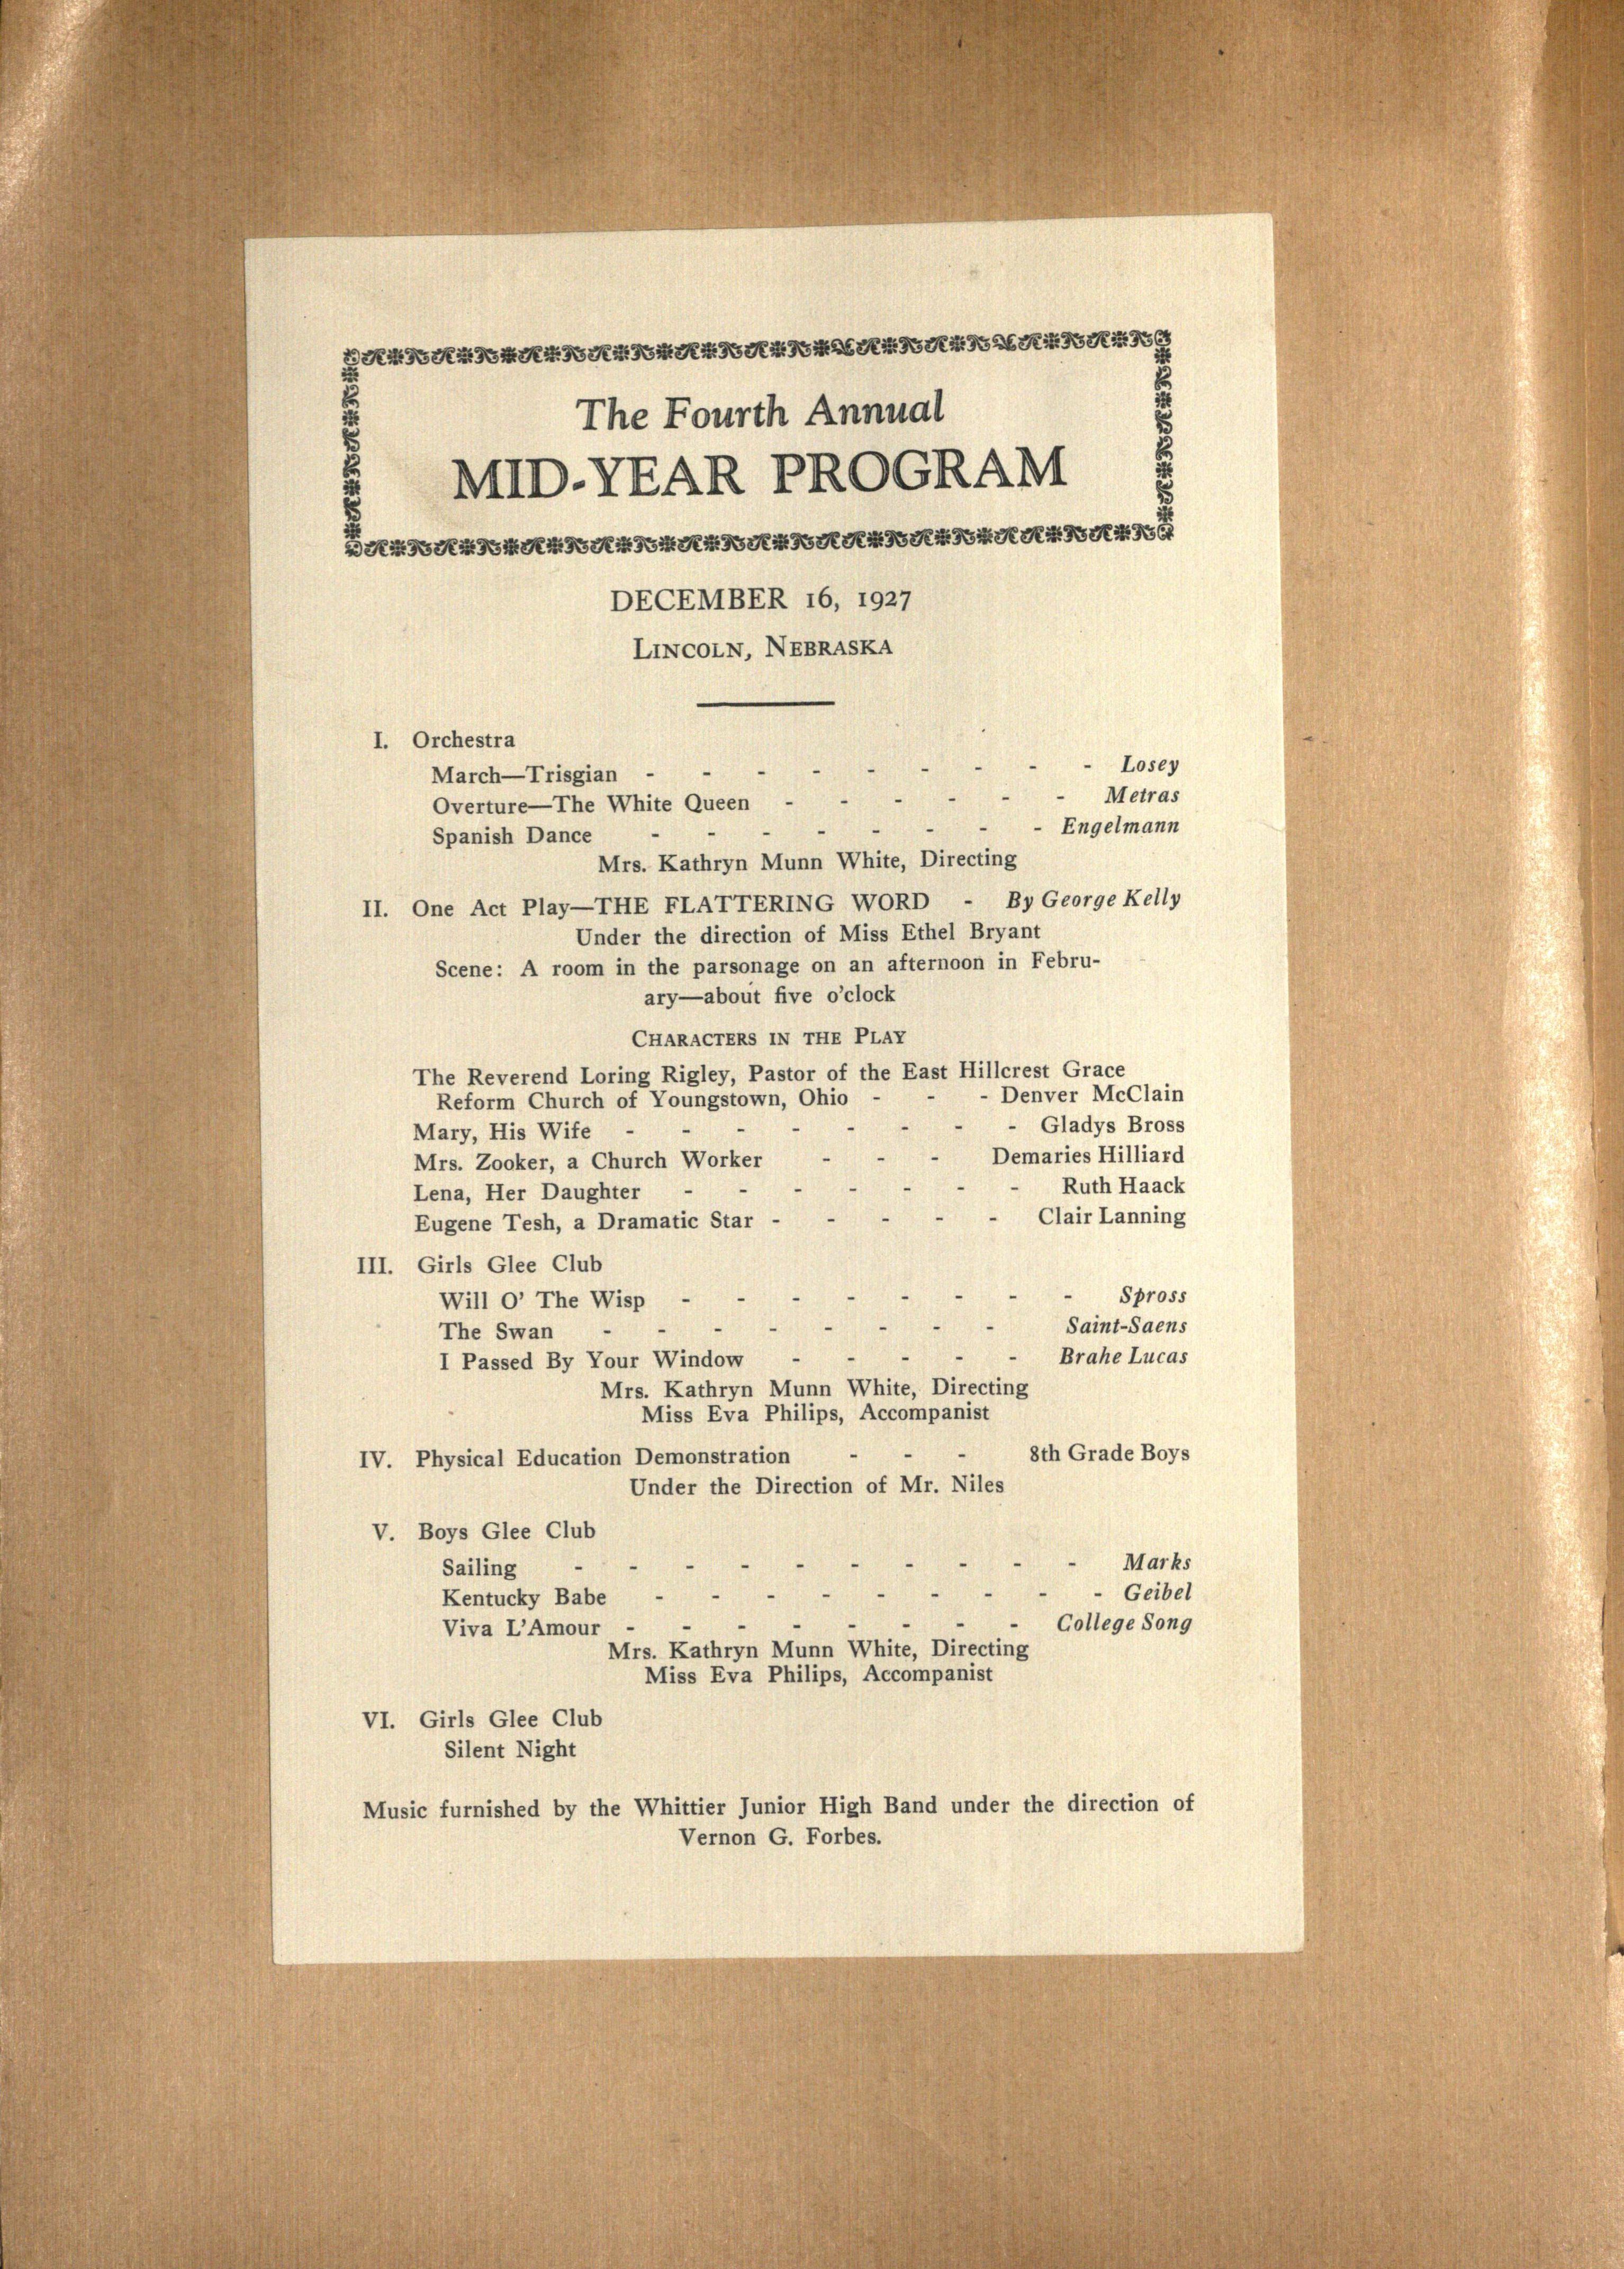 The Fourth Annual
MID-YEAR PROGRAM
DECEMBER 16, 1927
LINCOLN, NEBRASKA
I. Orchestra
March—Trisgian - - - - - - - - - Losey
Overture—The White Queen - - - - - - Metras
Spanish Dance - - - - - - - - Engelmann
Mrs. Kathryn Munn White, Directing
II. One Act Play—THE FLATTERING WORD - By George Kelly
Under the direction of Miss Ethel Bryant
Scene: A room in the parsonage on an afternoon in Febru-
ary—about five o'clock
CHARACTERS IN THE PLAY
The Reverend Loring Rigley, Pastor of the East Hillcrest Grace
Reform Church of Youngstown, Ohio - - - Denver McClain
Mary, His Wife - - - - - - - - Gladys Bross
Mrs. Zooker, a Church Worker - - - Demaries Hilliard
Lena, Her Daughter - - - - - - - Ruth Haack
Eugene Tesh, a Dramatic Star - - - - - Clair Lanning
III. Girls Glee Club
Will O' The Wisp - - - - - - - - Spross
The Swan - - - - - - - - Saint-Saens
I Passed By Your Window - - - - - Brahe Lucas
Mrs. Kathryn Munn White, Directing
Miss Eva Philips, Accompanist
IV. Physical Education Demonstration - - - 8th Grade Boys
Under the Direction of Mr. Niles
V. Boys Glee Club
Sailing - - - - - - - - - - Marks
Kentucky Babe - - - - - - - - - Geibel
Viva L'Amour - - - - - - - - College Song
Mrs. Kathryn Munn White, Directing
Miss Eva Philips, Accompanist
VI. Girls Glee Club
Silent Night
Music furnished by the Whittier Junior High Band under the direction of
Vernon G. Forbes.